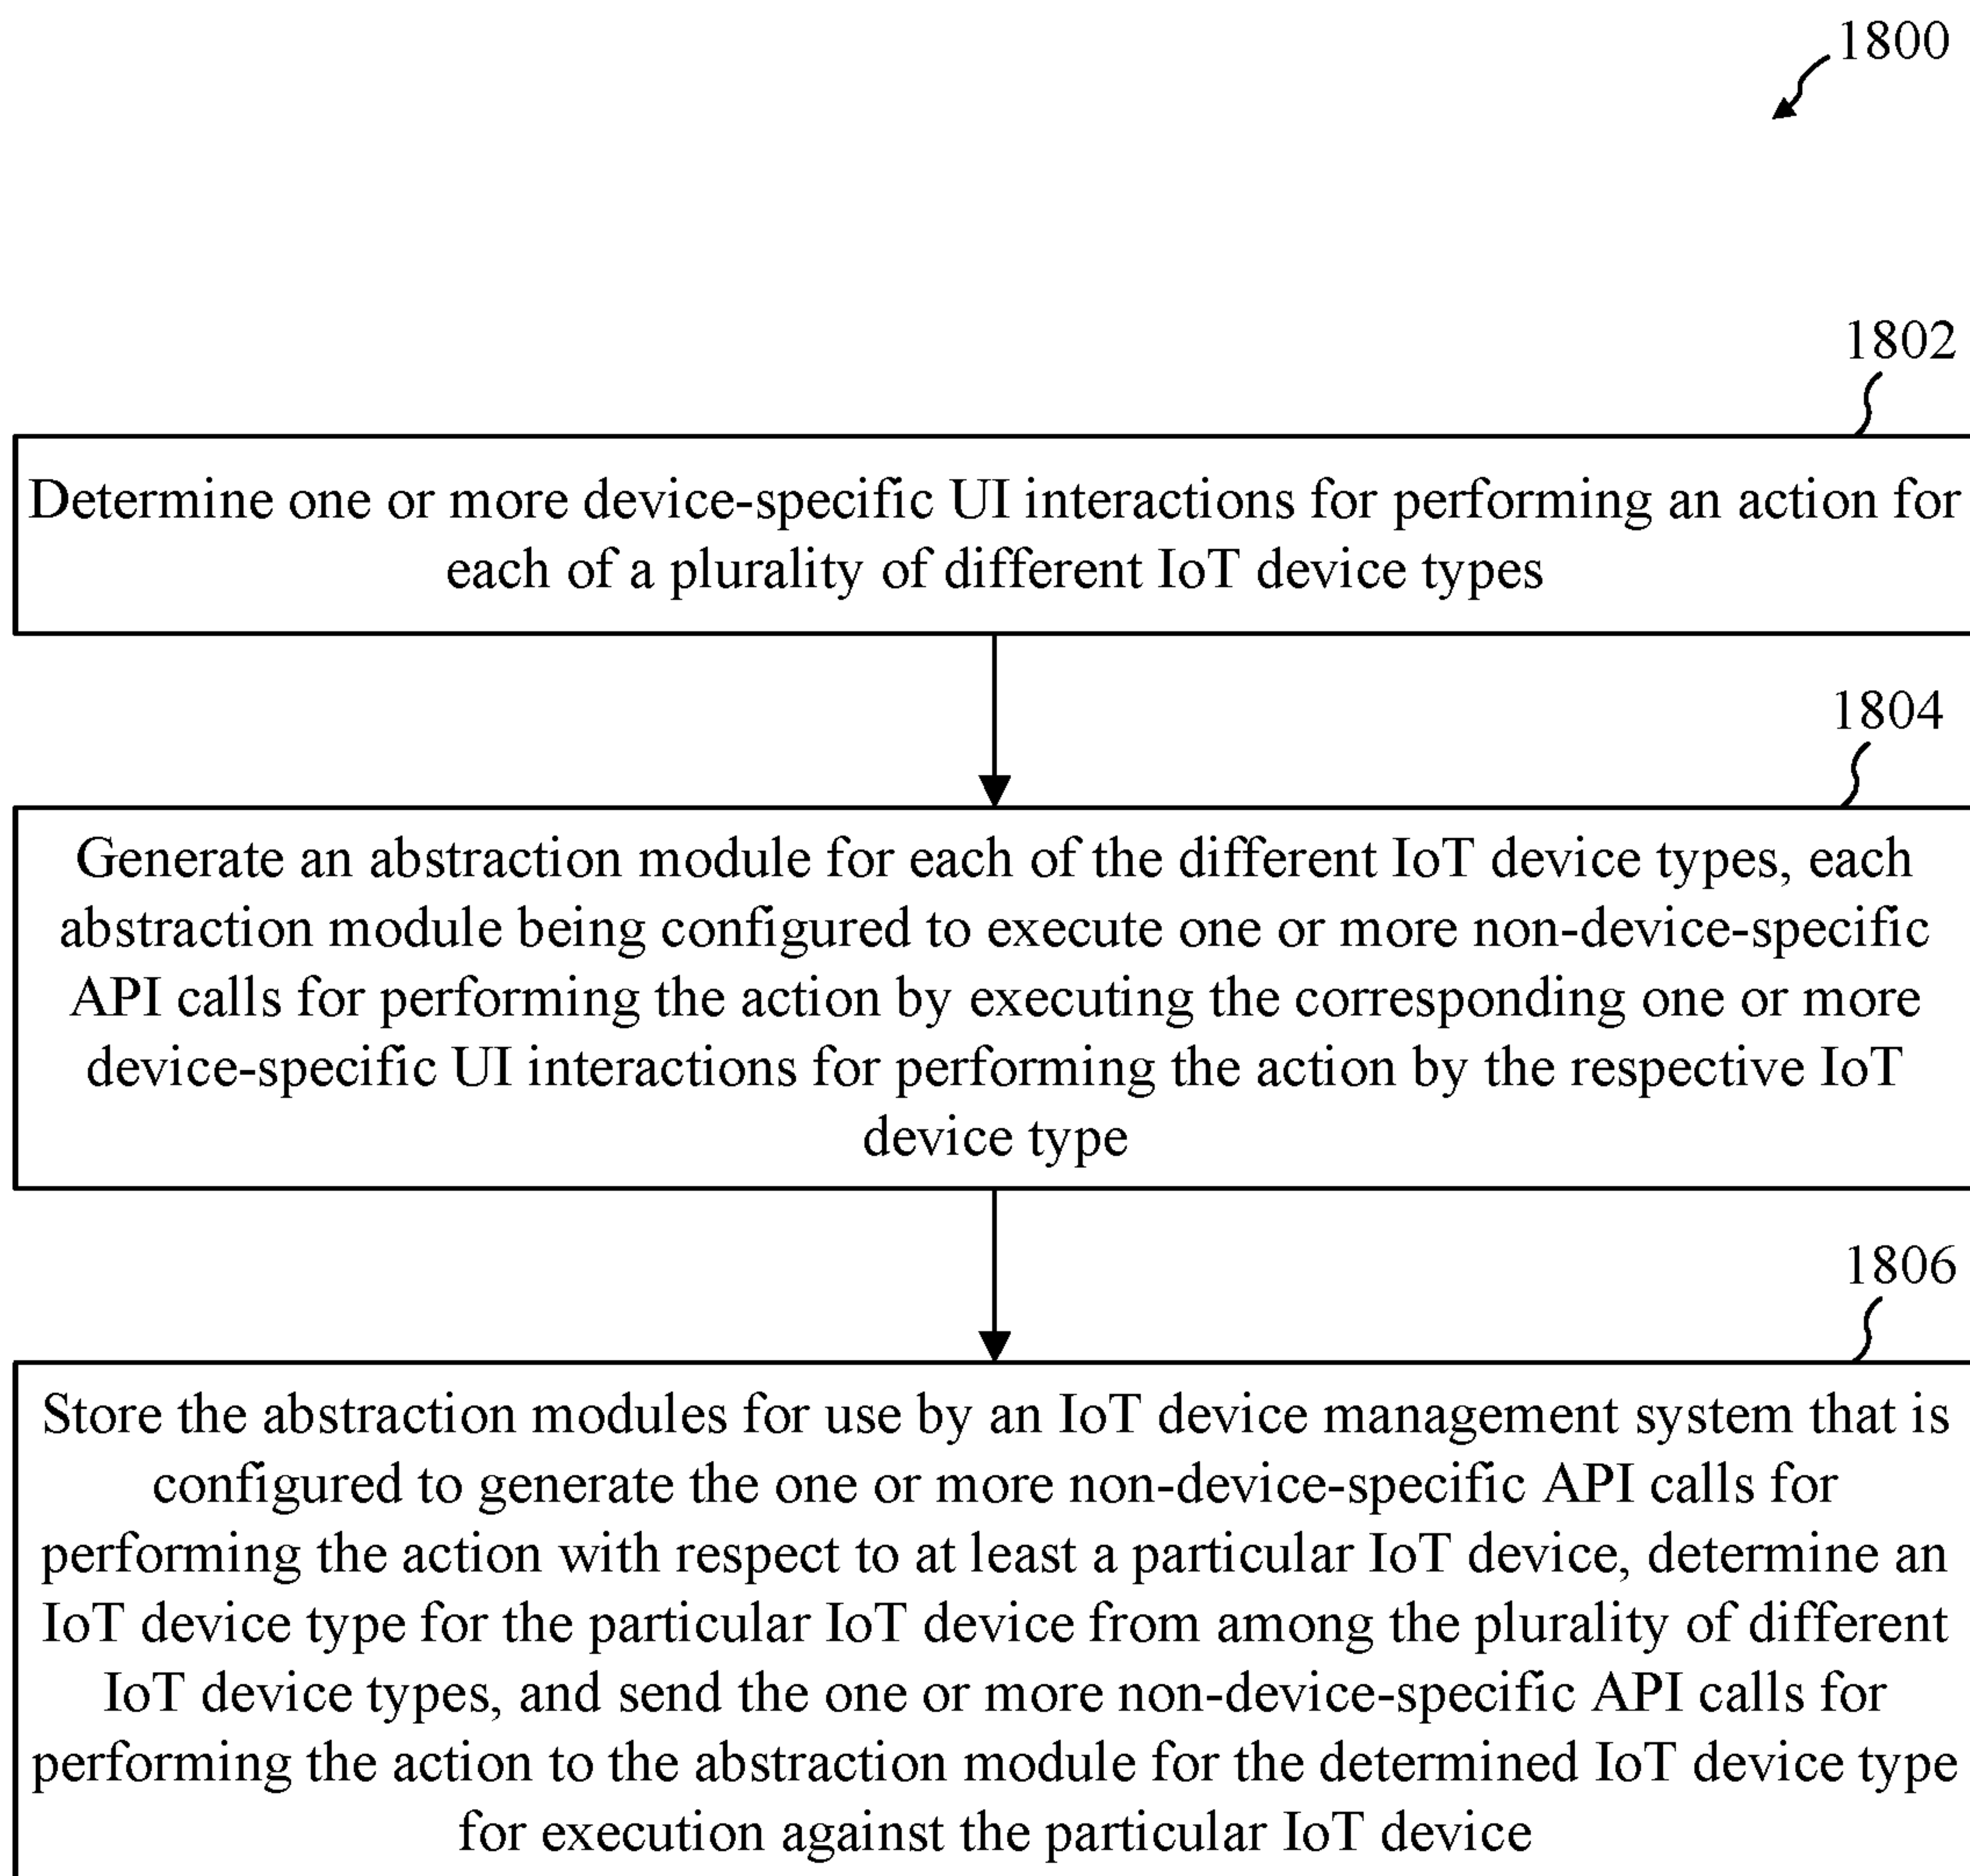 1800
1802
Determine one or more device-specific UI interactions for performing an action for
each of a plurality of different IoT device types
1804
Generate an abstraction module for each of the different IoT device types, each
abstraction module being configured to execute one or more non-device-specific
API calls for performing the action by executing the corresponding one or more
device-specific UI interactions for performing the action by the respective IoT
device type
1806
Store the abstraction modules for use by an IoT device management system that is
configured to generate the one or more non-device-specific API calls for
performing the action with respect to at least a particular IoT device, determine an
IoT device type for the particular IoT device from among the plurality of different
IoT device types, and send the one or more non-device-specific API calls for
performing the action to the abstraction module for the determined IoT device type
for execution against the particular IoT device